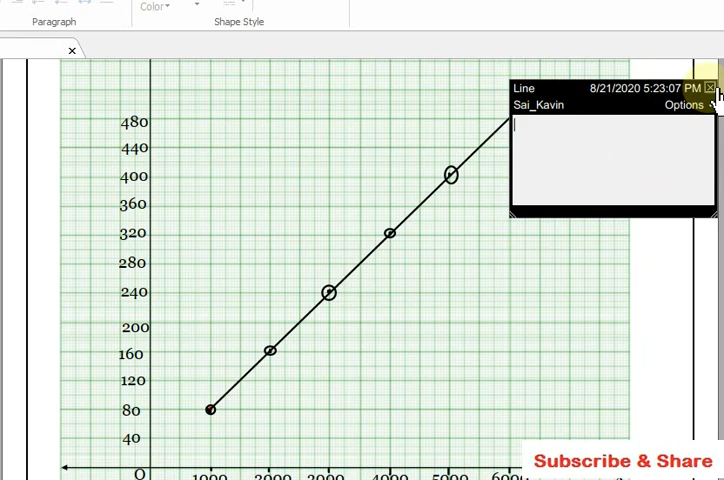 Color
Paragraph
Shape Style
Line 8/21/2020 5:23:07 PM
Sai_Kavin Options
480
440
400
360
320
280
240
200
160
120
80
40
O 1000 2000 3000 4000 5000 6000
Subscribe & Share